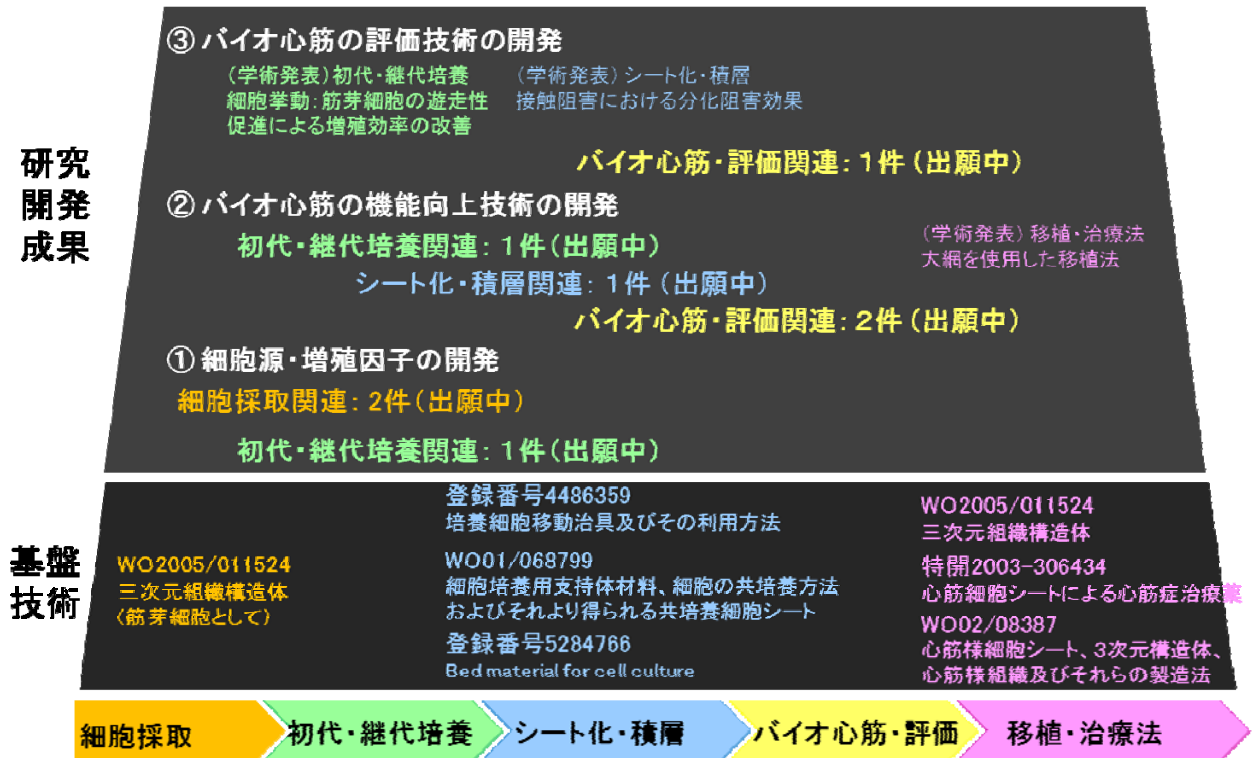 ③ バイオ心筋の評価技術の開発
(学術発表)初代・継代培養
細胞挙動:筋芽細胞の遊走性
促進による増殖効率の改善
(学術発表)シート化・積層
接触阻害における分化阻害効果
バイオ心筋・評価関連:1件(出願中)
研究
開発
成果
② バイオ心筋の機能向上技術の開発
初代・継代培養関連:1件(出願中)
(学術発表)移植・治療法
大網を使用した移植法
シート化・積層関連:1件(出願中)
バイオ心筋・評価関連:2件(出願中)
① 細胞源・増殖因子の開発
細胞採取関連:2件(出願中)
初代・継代培養関連:1件(出願中)
基盤
技術
WO2005/011524
三次元組織構造体
(筋芽細胞として)
登録番号4486359
培養細胞移動治具及びその利用方法
WO01/068799
細胞培養用支持体材料、細胞の共培養方法
およびそれより得られる共培養細胞シート
登録番号5284766
Bed material for cell culture
WO2005/011524
三次元組織構造体
特開2003-306434
心筋細胞シートによる心筋症治療薬
WO02/08387
心筋様細胞シート、3次元構造体、
心筋様組織及びそれらの製造法
細胞採取
初代・継代培養
シート化・積層
バイオ心筋・評価
移植・治療法